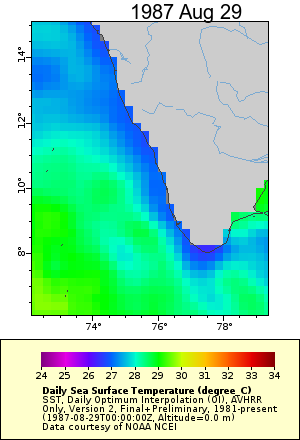 1987 Aug 29
14°
12°
10°
8°
74° 76° 78°
24 25 26 27 28 29 30 31 32 33 34
Daily Sea Surface Temperature (degree_C)
SST, Daily Optimum Interpolation (OI), AVHRR
Only, Version 2, Final+Preliminary, 1981-present
(1987-08-29T00:00:00Z, Altitude=0.0 m)
Data courtesy of NOAA NCEI